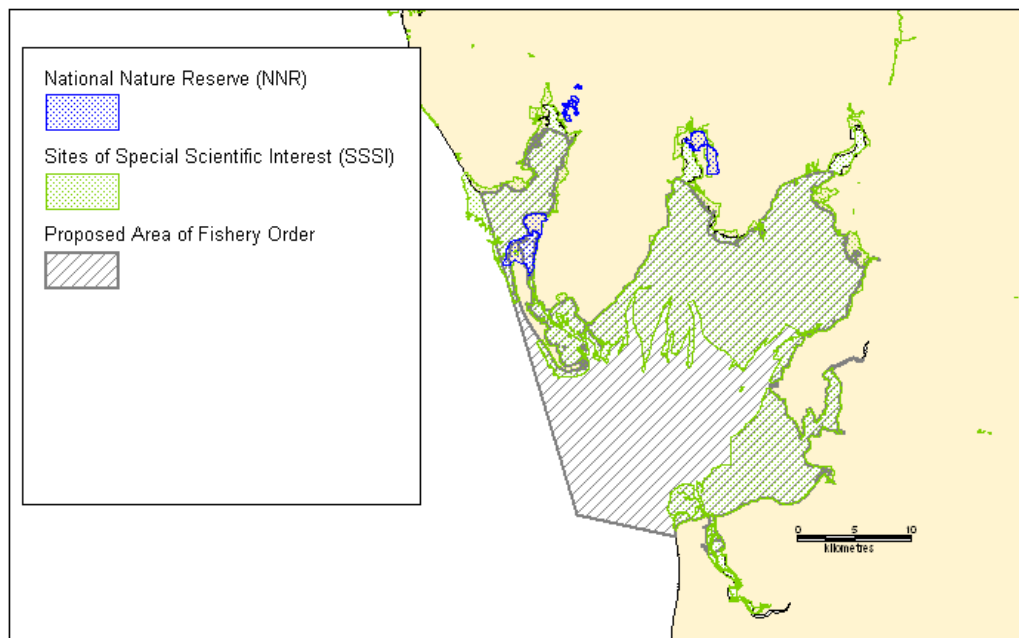 National Nature Reserve (NNR)
Sites of Special Scientific Interest (SSSI)
Proposed Area of Fishery Order
0 5 10
kilometres